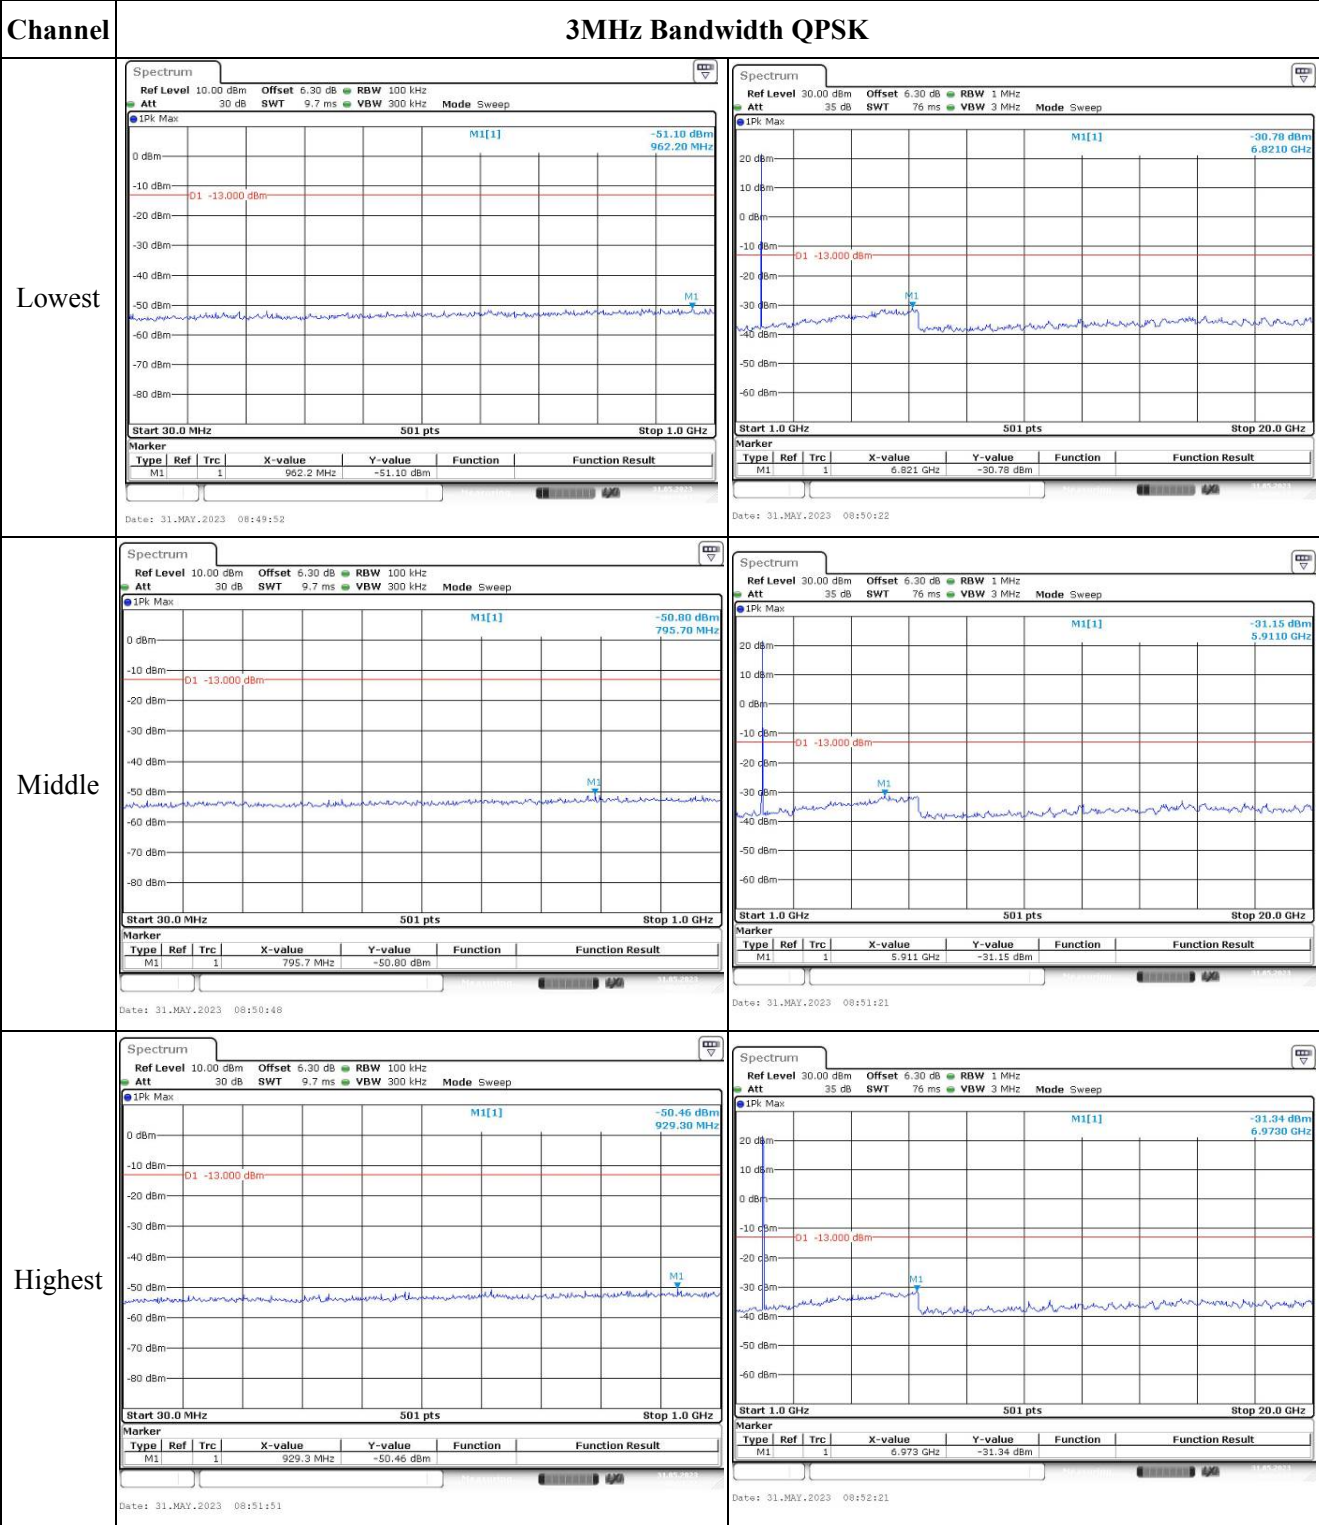 Channel 3MHz Bandwidth QPSK
Lowest
Spectrum
Ref Level 10.00 dBm Offset 6.30 dB RBW 100 kHz
Att 30 dB SWT 9.7 ms VBW 300 kHz Mode Sweep
1Pk Max
M1[1] -51.10 dBm
962.20 MHz
0 dBm
-10 dBm
D1 -13.000 dBm
-20 dBm
-30 dBm
-40 dBm
-50 dBm
M1
-60 dBm
-70 dBm
-80 dBm
Start 30.0 MHz 501 pts Stop 1.0 GHz
Marker
Type Ref Trc X-value Y-value Function Function Result
M1 1 962.2 MHz -51.10 dBm
Date: 31.MAY.2023 08:49:52
Spectrum
Ref Level 30.00 dBm Offset 6.30 dB RBW 1 MHz
Att 35 dB SWT 76 ms VBW 3 MHz Mode Sweep
1Pk Max
M1[1] -30.78 dBm
6.8210 GHz
20 dBm
10 dBm
0 dBm
-10 dBm
D1 -13.000 dBm
-20 dBm
M1
-30 dBm
-40 dBm
-50 dBm
-60 dBm
Start 1.0 GHz 501 pts Stop 20.0 GHz
Marker
Type Ref Trc X-value Y-value Function Function Result
M1 1 6.821 GHz -30.78 dBm
Date: 31.MAY.2023 08:50:22
Middle
Spectrum
Ref Level 10.00 dBm Offset 6.30 dB RBW 100 kHz
Att 30 dB SWT 9.7 ms VBW 300 kHz Mode Sweep
1Pk Max
M1[1] -50.80 dBm
795.70 MHz
0 dBm
-10 dBm
D1 -13.000 dBm
-20 dBm
-30 dBm
-40 dBm
M1
-50 dBm
-60 dBm
-70 dBm
-80 dBm
Start 30.0 MHz 501 pts Stop 1.0 GHz
Marker
Type Ref Trc X-value Y-value Function Function Result
M1 1 795.7 MHz -50.80 dBm
Date: 31.MAY.2023 08:50:48
Spectrum
Ref Level 30.00 dBm Offset 6.30 dB RBW 1 MHz
Att 35 dB SWT 76 ms VBW 3 MHz Mode Sweep
1Pk Max
M1[1] -31.15 dBm
5.9110 GHz
20 dBm
10 dBm
0 dBm
-10 dBm
D1 -13.000 dBm
-20 dBm
M1
-30 dBm
-40 dBm
-50 dBm
-60 dBm
Start 1.0 GHz 501 pts Stop 20.0 GHz
Marker
Type Ref Trc X-value Y-value Function Function Result
M1 1 5.911 GHz -31.15 dBm
Date: 31.MAY.2023 08:51:21
Highest
Spectrum
Ref Level 10.00 dBm Offset 6.30 dB RBW 100 kHz
Att 30 dB SWT 9.7 ms VBW 300 kHz Mode Sweep
1Pk Max
M1[1] -50.46 dBm
929.30 MHz
0 dBm
-10 dBm
D1 -13.000 dBm
-20 dBm
-30 dBm
-40 dBm
M1
-50 dBm
-60 dBm
-70 dBm
-80 dBm
Start 30.0 MHz 501 pts Stop 1.0 GHz
Marker
Type Ref Trc X-value Y-value Function Function Result
M1 1 929.3 MHz -50.46 dBm
Date: 31.MAY.2023 08:51:51
Spectrum
Ref Level 30.00 dBm Offset 6.30 dB RBW 1 MHz
Att 35 dB SWT 76 ms VBW 3 MHz Mode Sweep
1Pk Max
M1[1] -31.34 dBm
6.9730 GHz
20 dBm
10 dBm
0 dBm
-10 dBm
D1 -13.000 dBm
-20 dBm
M1
-30 dBm
-40 dBm
-50 dBm
-60 dBm
Start 1.0 GHz 501 pts Stop 20.0 GHz
Marker
Type Ref Trc X-value Y-value Function Function Result
M1 1 6.973 GHz -31.34 dBm
Date: 31.MAY.2023 08:52:21